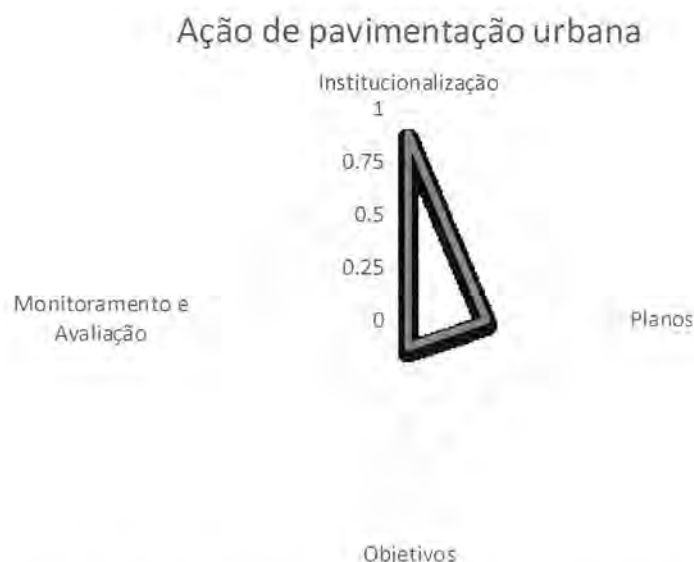 Ação de pavimentação urbana
Institucionalização
1
0.75
0.5
0.25
0
Monitoramento e
Avaliação
Planos
Objetivos